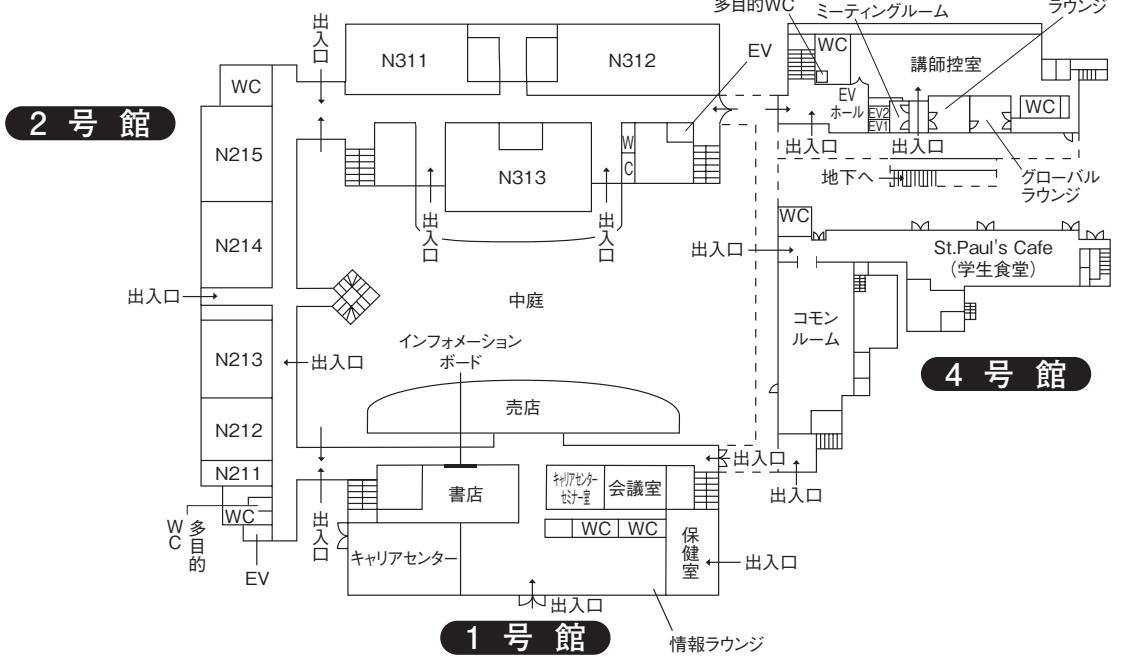 多目的WC
ミーティングルーム
ラウンジ
出入口
N311
N312
EV
WC
講師控室
WC
EV
ホール
EV2
EV1
WC
2号館
出入口
出入口
N215
W
C
N313
地下へ
グローバル
ラウンジ
出入口
出入口
WC
N214
出入口
St.Paul's Cafe
(学生食堂)
出入口
中庭
コモン
ルーム
インフォメーション
ボード
N213
出入口
4号館
売店
N212
N211
出入口
書店
キャリアセンター
セミナー室
会議室
出入口
WC
多目的
WC
出入口
WC
WC
保健室
出入口
キャリアセンター
EV
出入口
1号館
情報ラウンジ